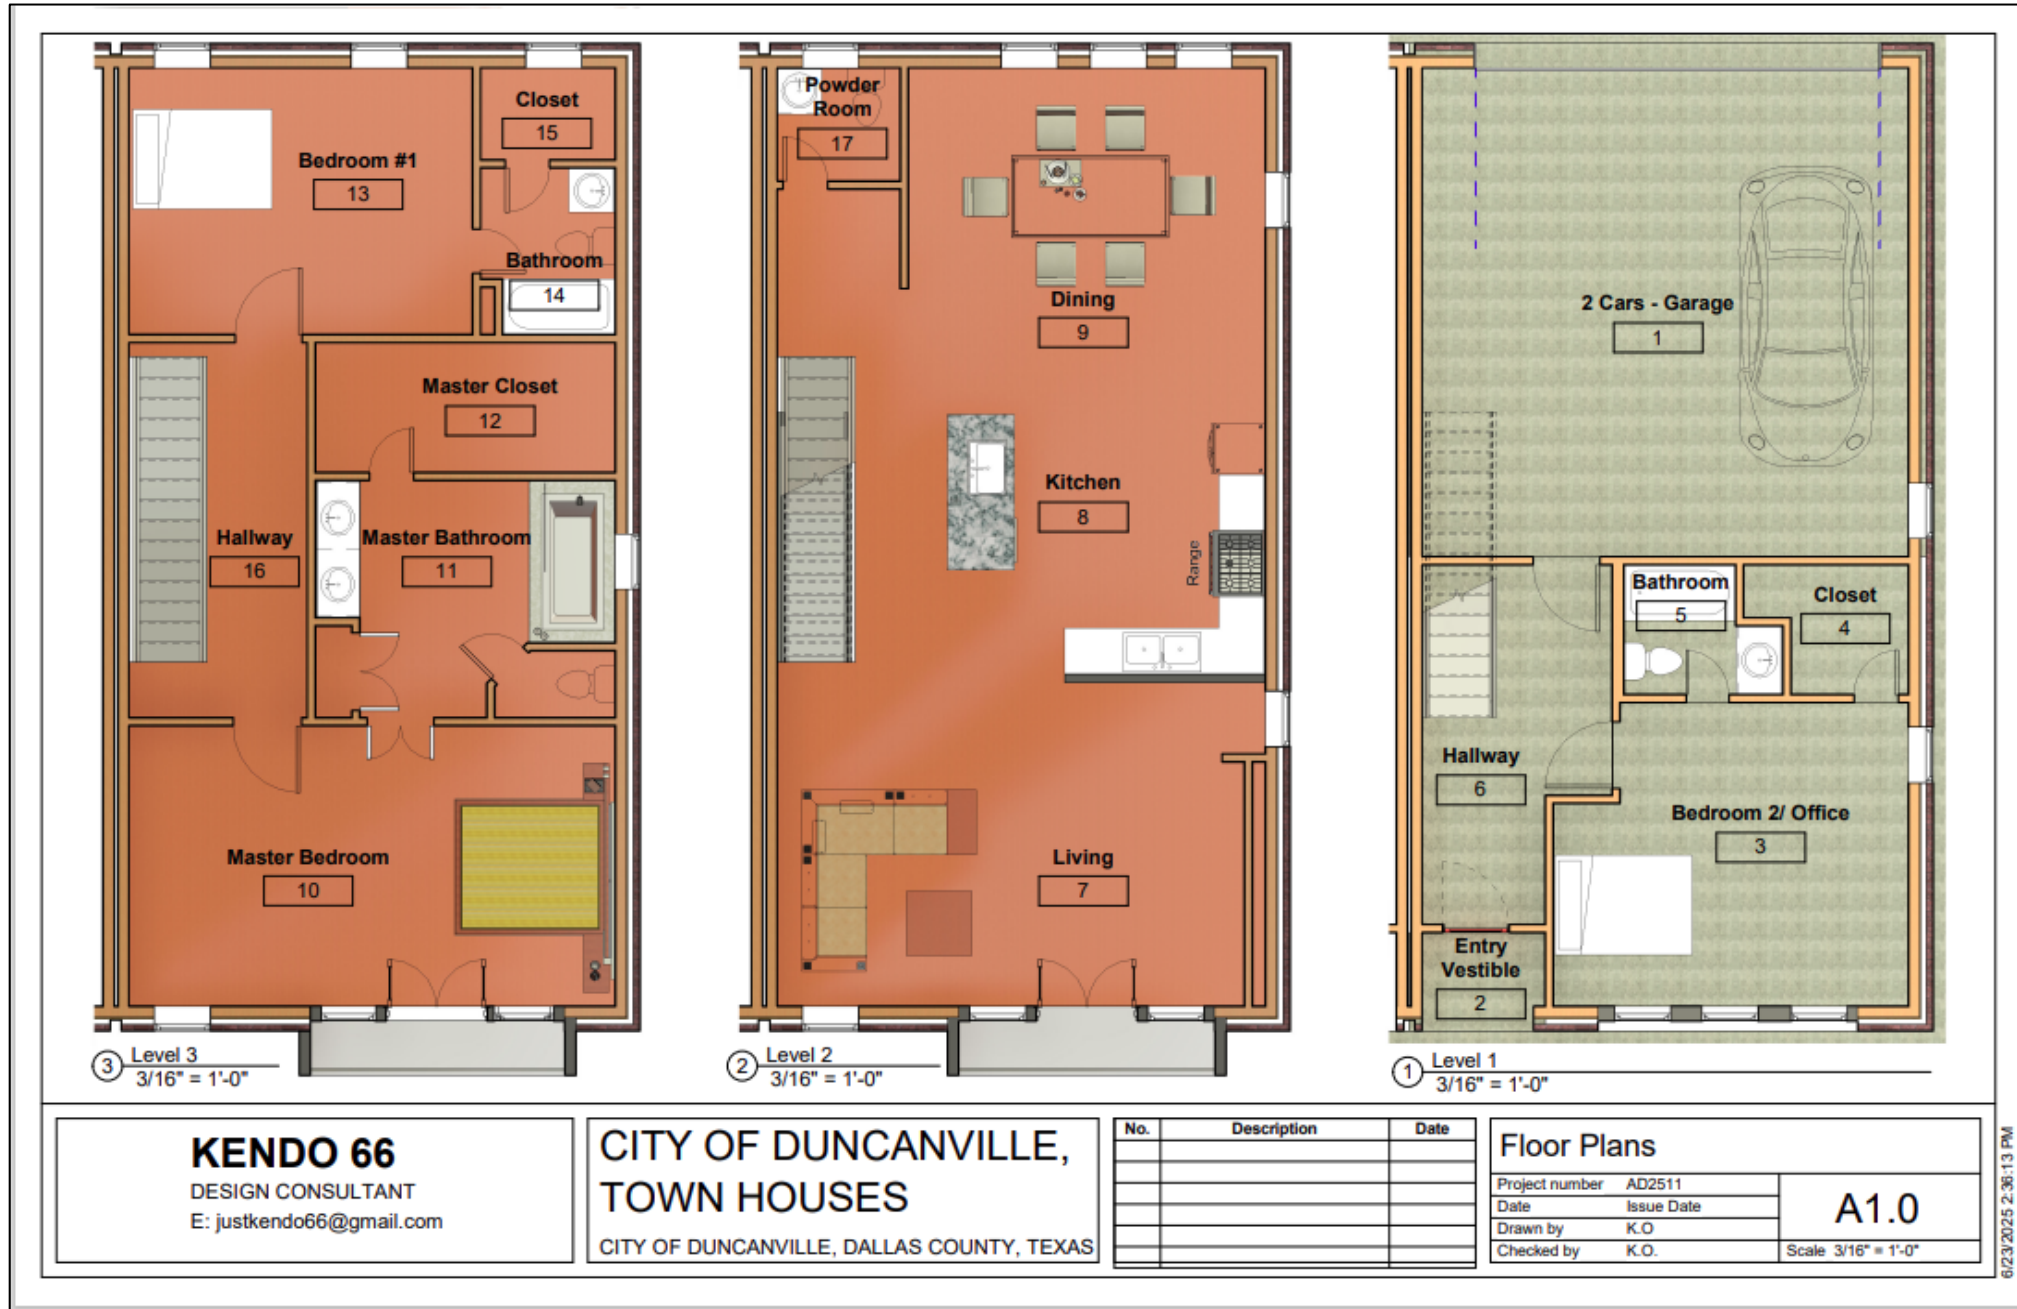 Closet
15
Bedroom #1
13
Bathroom
14
Master Closet
12
Hallway
16
Master Bathroom
11
Master Bedroom
10
3
Level 3
3/16" = 1'-0"
Powder
Room
17
Dining
9
Kitchen
8
Range
Living
7
2
Level 2
3/16" = 1'-0"
2 Cars - Garage
1
Bathroom
5
Closet
4
Hallway
6
Bedroom 2/ Office
3
Entry
Vestible
2
1
Level 1
3/16" = 1'-0"
KENDO 66
DESIGN CONSULTANT
E: justkendo66@gmail.com
CITY OF DUNCANVILLE,
TOWN HOUSES
CITY OF DUNCANVILLE, DALLAS COUNTY, TEXAS
No. Description Date
Floor Plans
Project number AD2511
Date Issue Date
Drawn by K.O
Checked by K.O.
A1.0
Scale 3/16" = 1'-0"
6/23/2025 2:36:13 PM